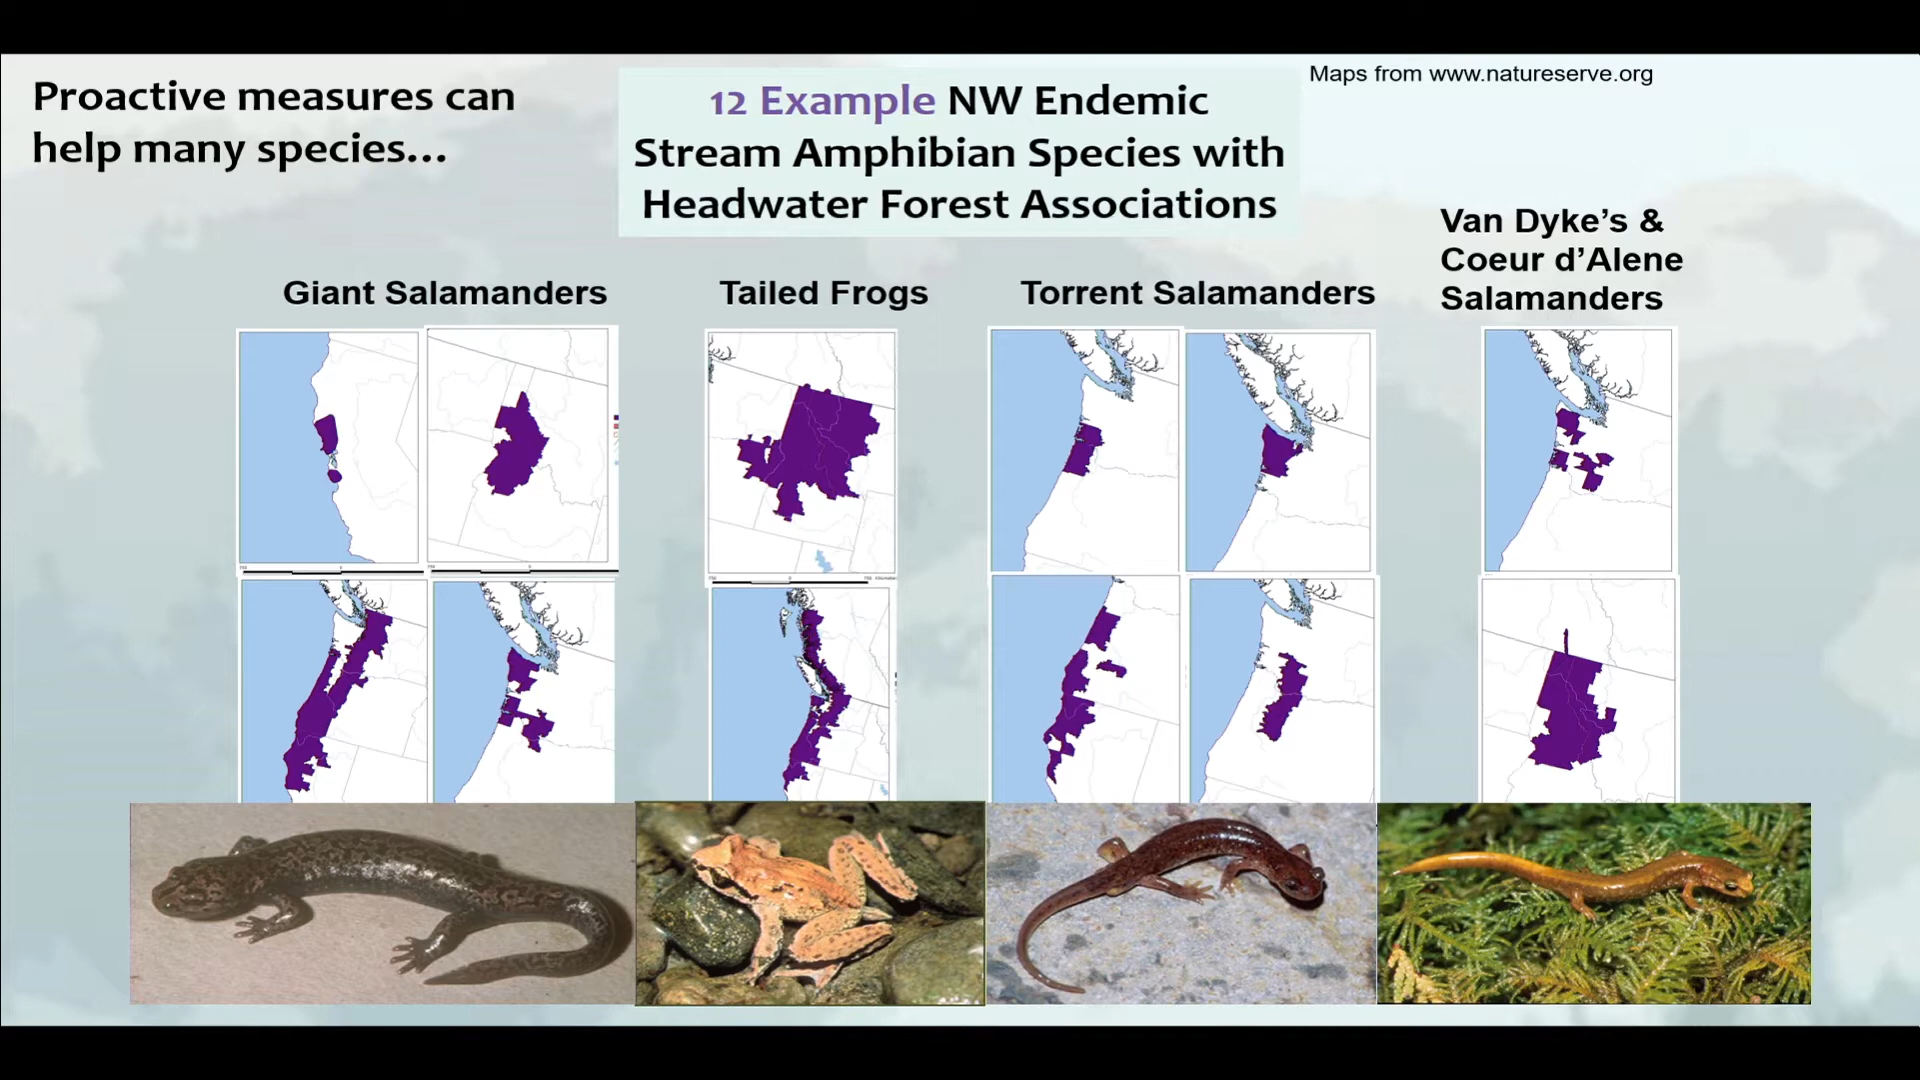 Proactive measures can
help many species...
12 Example NW Endemic
Stream Amphibian Species with
Headwater Forest Associations
Maps from www.natureserve.org
Van Dyke’s &
Coeur d’Alene
Salamanders
Giant Salamanders
Tailed Frogs
Torrent Salamanders